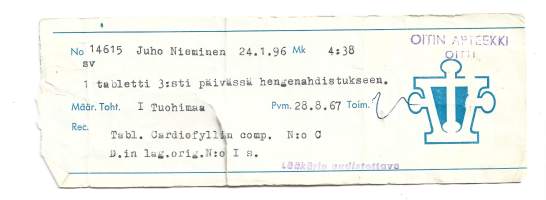 OITIN APTEEKKI
OITTI
No 14615 Juho Nieminen 24.1.96 Mk 4:38
sv
1 tabletti 3:sti päivässä hengenahdistukseen.
Määr. Toht. I Tuohimaa Pvm. 28.8.67 Toim.
Rec.
Tabl. Cardiofyllin comp. N:o C
D.in lag.orig.N:o I s.
Lääkärin uudistettava